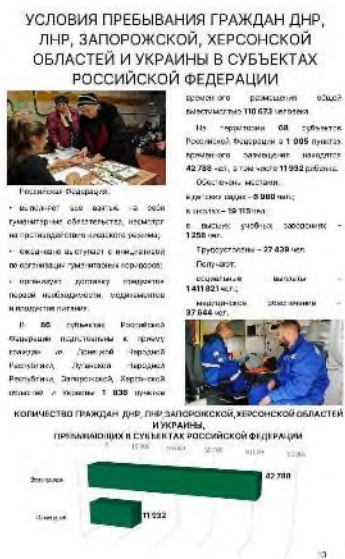 УСЛОВИЯ ПРЕБЫВАНИЯ ГРАЖДАН ДНР,
ЛНР, ЗАПОРОЖСКОЙ, ХЕРСОНСКОЙ
ОБЛАСТЕЙ И УКРАИНЫ В СУБЪЕКТАХ
РОССИЙСКОЙ ФЕДЕРАЦИИ
Российская Федерация:
• выполняет все взятые на себя
гуманитарные обязательства, несмотря
на противодействие киевского режима;
• ежедневно выступает с инициативой
по организации гуманитарных коридоров;
• организует доставку предметов
первой необходимости, медикаментов
и продуктов питания.
В 86 субъектах Российской
Федерации подготовлены к приему
граждан из Донецкой Народной
Республики, Луганской Народной
Республики, Запорожской, Херсонской
областей и Украины 1 836 пунктов
временного размещения общей
вместимостью 110 673 человека.
На территории 68 субъектов
Российской Федерации в 1 005 пунктах
временного размещения находятся
42 788 чел., в том числе 11 932 ребенка.
Обеспечены местами:
в детских садах – 6 980 чел.;
в школах – 19 115 чел.;
в высших учебных заведениях –
1 256 чел.
Трудоустроены – 27 439 чел.
Получают:
социальные выплаты –
1 411 821 чел.;
медицинское обеспечение –
37 644 чел.
КОЛИЧЕСТВО ГРАЖДАН ДНР, ЛНР, ЗАПОРОЖСКОЙ, ХЕРСОНСКОЙ ОБЛАСТЕЙ
И УКРАИНЫ,
ПРЕБЫВАЮЩИХ В СУБЪЕКТАХ РОССИЙСКОЙ ФЕДЕРАЦИИ
42 788
11 932